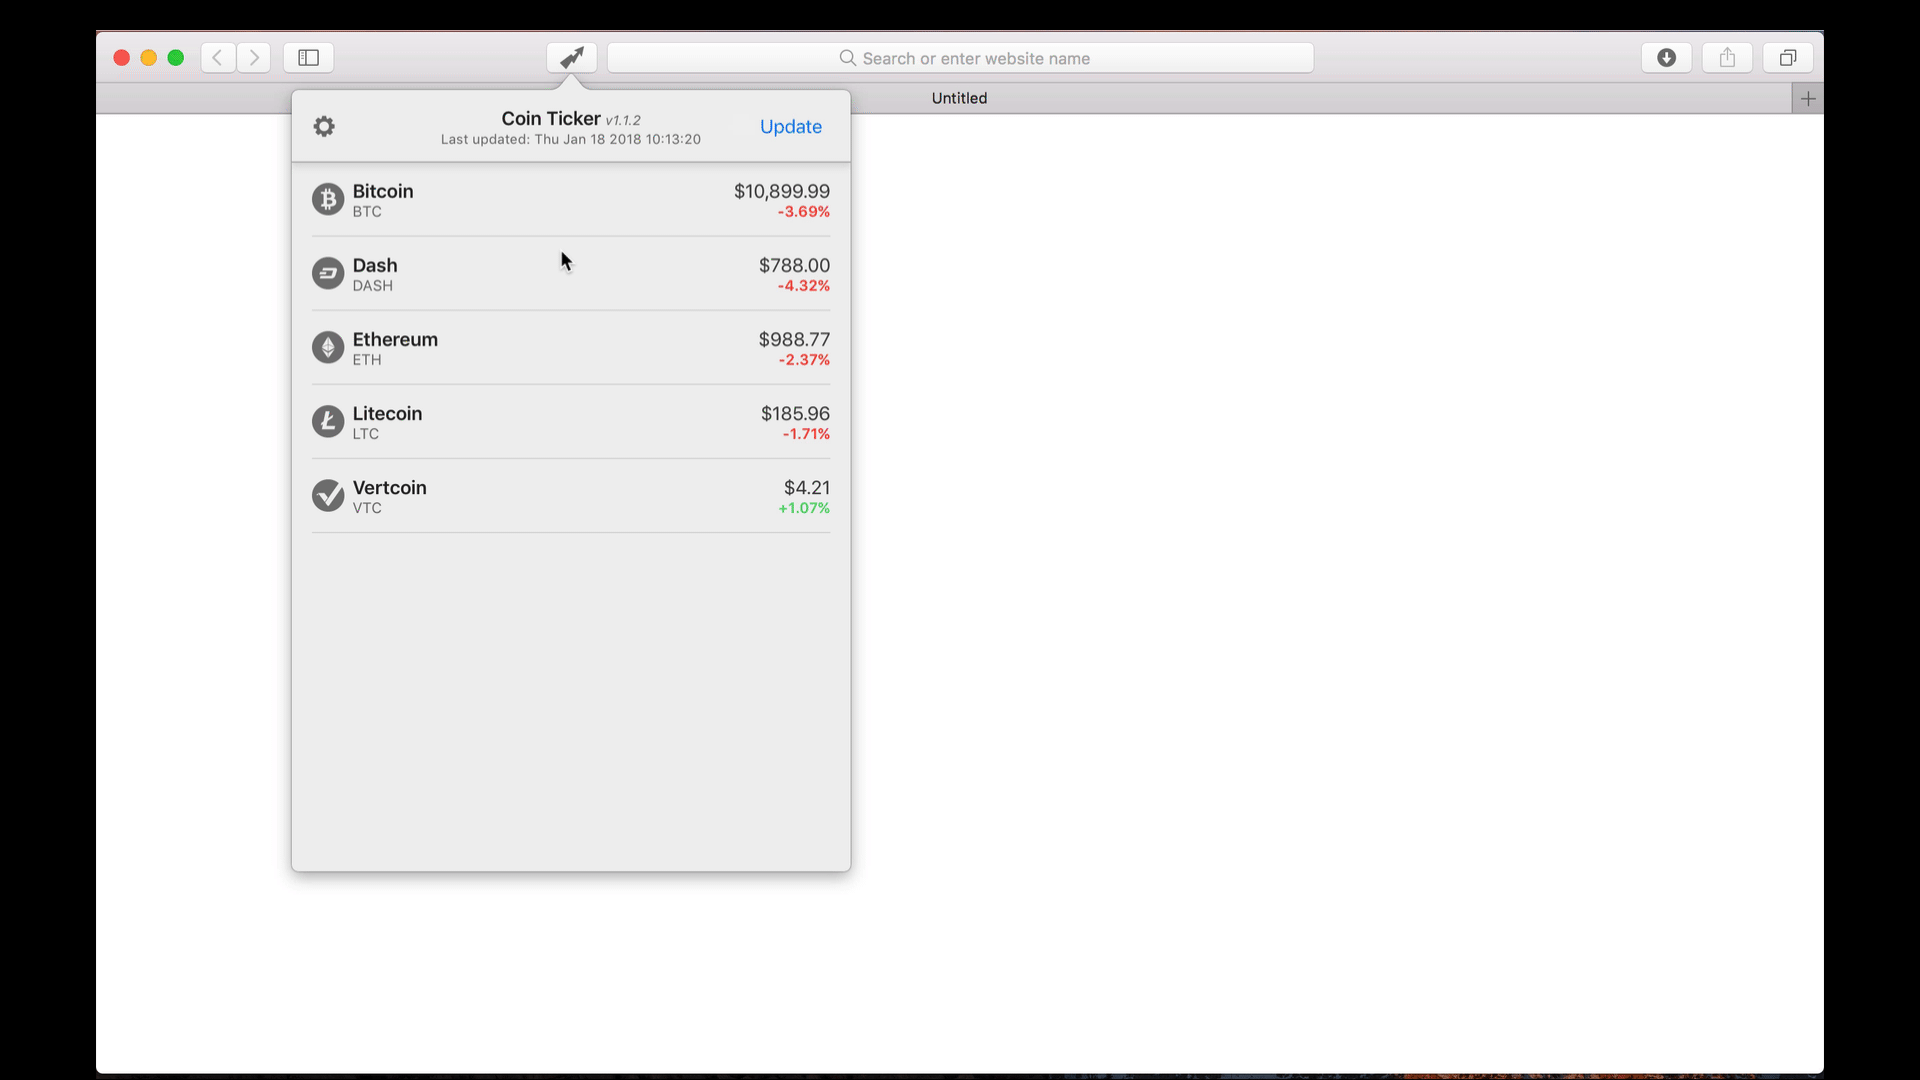 Search or enter website name
Untitled
Coin Ticker v1.1.2
Last updated: Thu Jan 18 2018 10:13:20
Update
Bitcoin $10,899.99
BTC -3.69%
Dash $788.00
DASH -4.32%
Ethereum $988.77
ETH -2.37%
Litecoin $185.96
LTC -1.71%
Vertcoin $4.21
VTC +1.07%